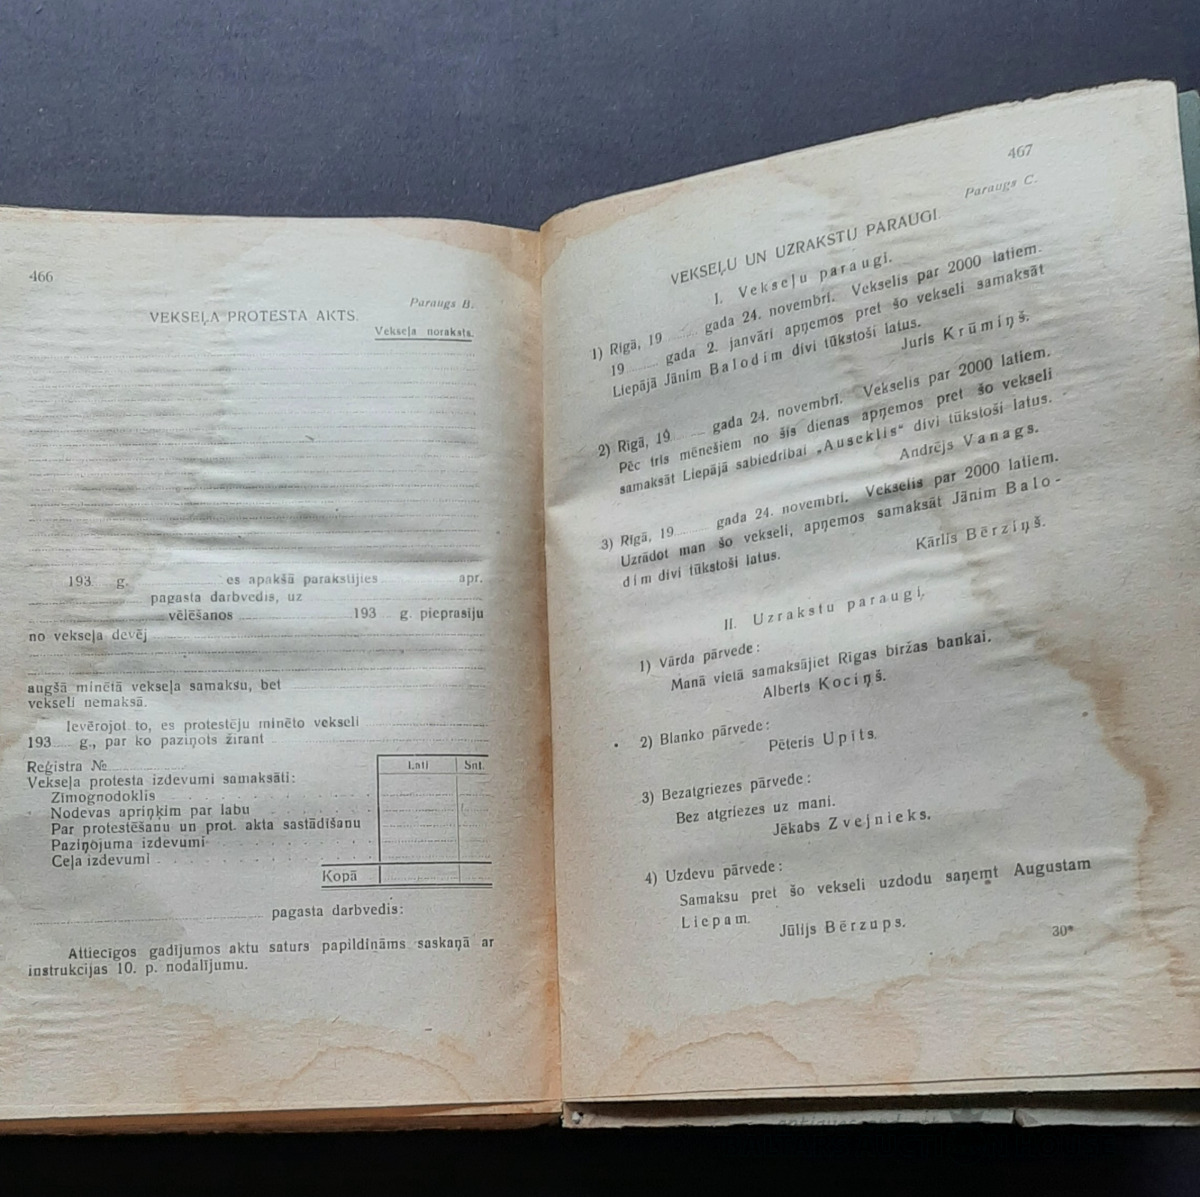 466
Paraugs B.
VEKSEĻA PROTESTA AKTS.
Vekseļa noraksts.
193 g. es apakšā parakstījies apr.
pagasta darbvedis, uz
vēlēšanos 193 g. pieprasīju
no vekseļa devēj
augšā minētā vekseļa samaksu, bet
vekseli nemaksā.
Ievērojot to, es protestēju minēto vekseli
193 g., par ko paziņots žirant
Reģistra №
Vekseļa protesta izdevumi samaksāti:
Lati Snt.
Zīmognodoklis
Nodevas apriņķim par labu
Par protestēšanu un prot. akta sastādīšanu
Paziņojuma izdevumi
Ceļa izdevumi
Kopā
pagasta darbvedis:
Attiecīgos gadījumos aktu saturs papildināms saskaņā ar
instrukcijas 10. p. nodalījumu.
467
Paraugs C.
VEKSEĻU UN UZRAKSTU PARAUGI.
I. Vekseļu paraugi.
1) Rīgā, 19 gada 24. novembrī. Vekselis par 2000 latiem.
19 gada 2. janvārī apņemos pret šo vekseli samaksāt
Liepājā Jānim Balodim divi tūkstoši latus.
Juris Krūmiņš.
2) Rīgā, 19 gada 24. novembrī. Vekselis par 2000 latiem.
Pēc trīs mēnešiem no šīs dienas apņemos pret šo vekseli
samaksāt Liepājā sabiedrībai „Auseklis“ divi tūkstoši latus.
Andrējs Vanags.
3) Rīgā, 19 gada 24. novembrī. Vekselis par 2000 latiem.
Uzrādot man šo vekseli, apņemos samaksāt Jānim Balo-
dim divi tūkstoši latus.
Kārlis Bērziņš.
II. Uzrakstu paraugi.
1) Vārda pārvede:
Manā vietā samaksājiet Rīgas biržas bankai.
Alberts Kociņš.
2) Blanko pārvede:
Pēteris Upīts.
3) Bezatgriezes pārvede:
Bez atgriezes uz mani.
Jēkabs Zvejnieks.
4) Uzdevu pārvede:
Samaksu pret šo vekseli uzdodu saņemt Augustam
Liepam.
Jūlijs Bērzups.
30*